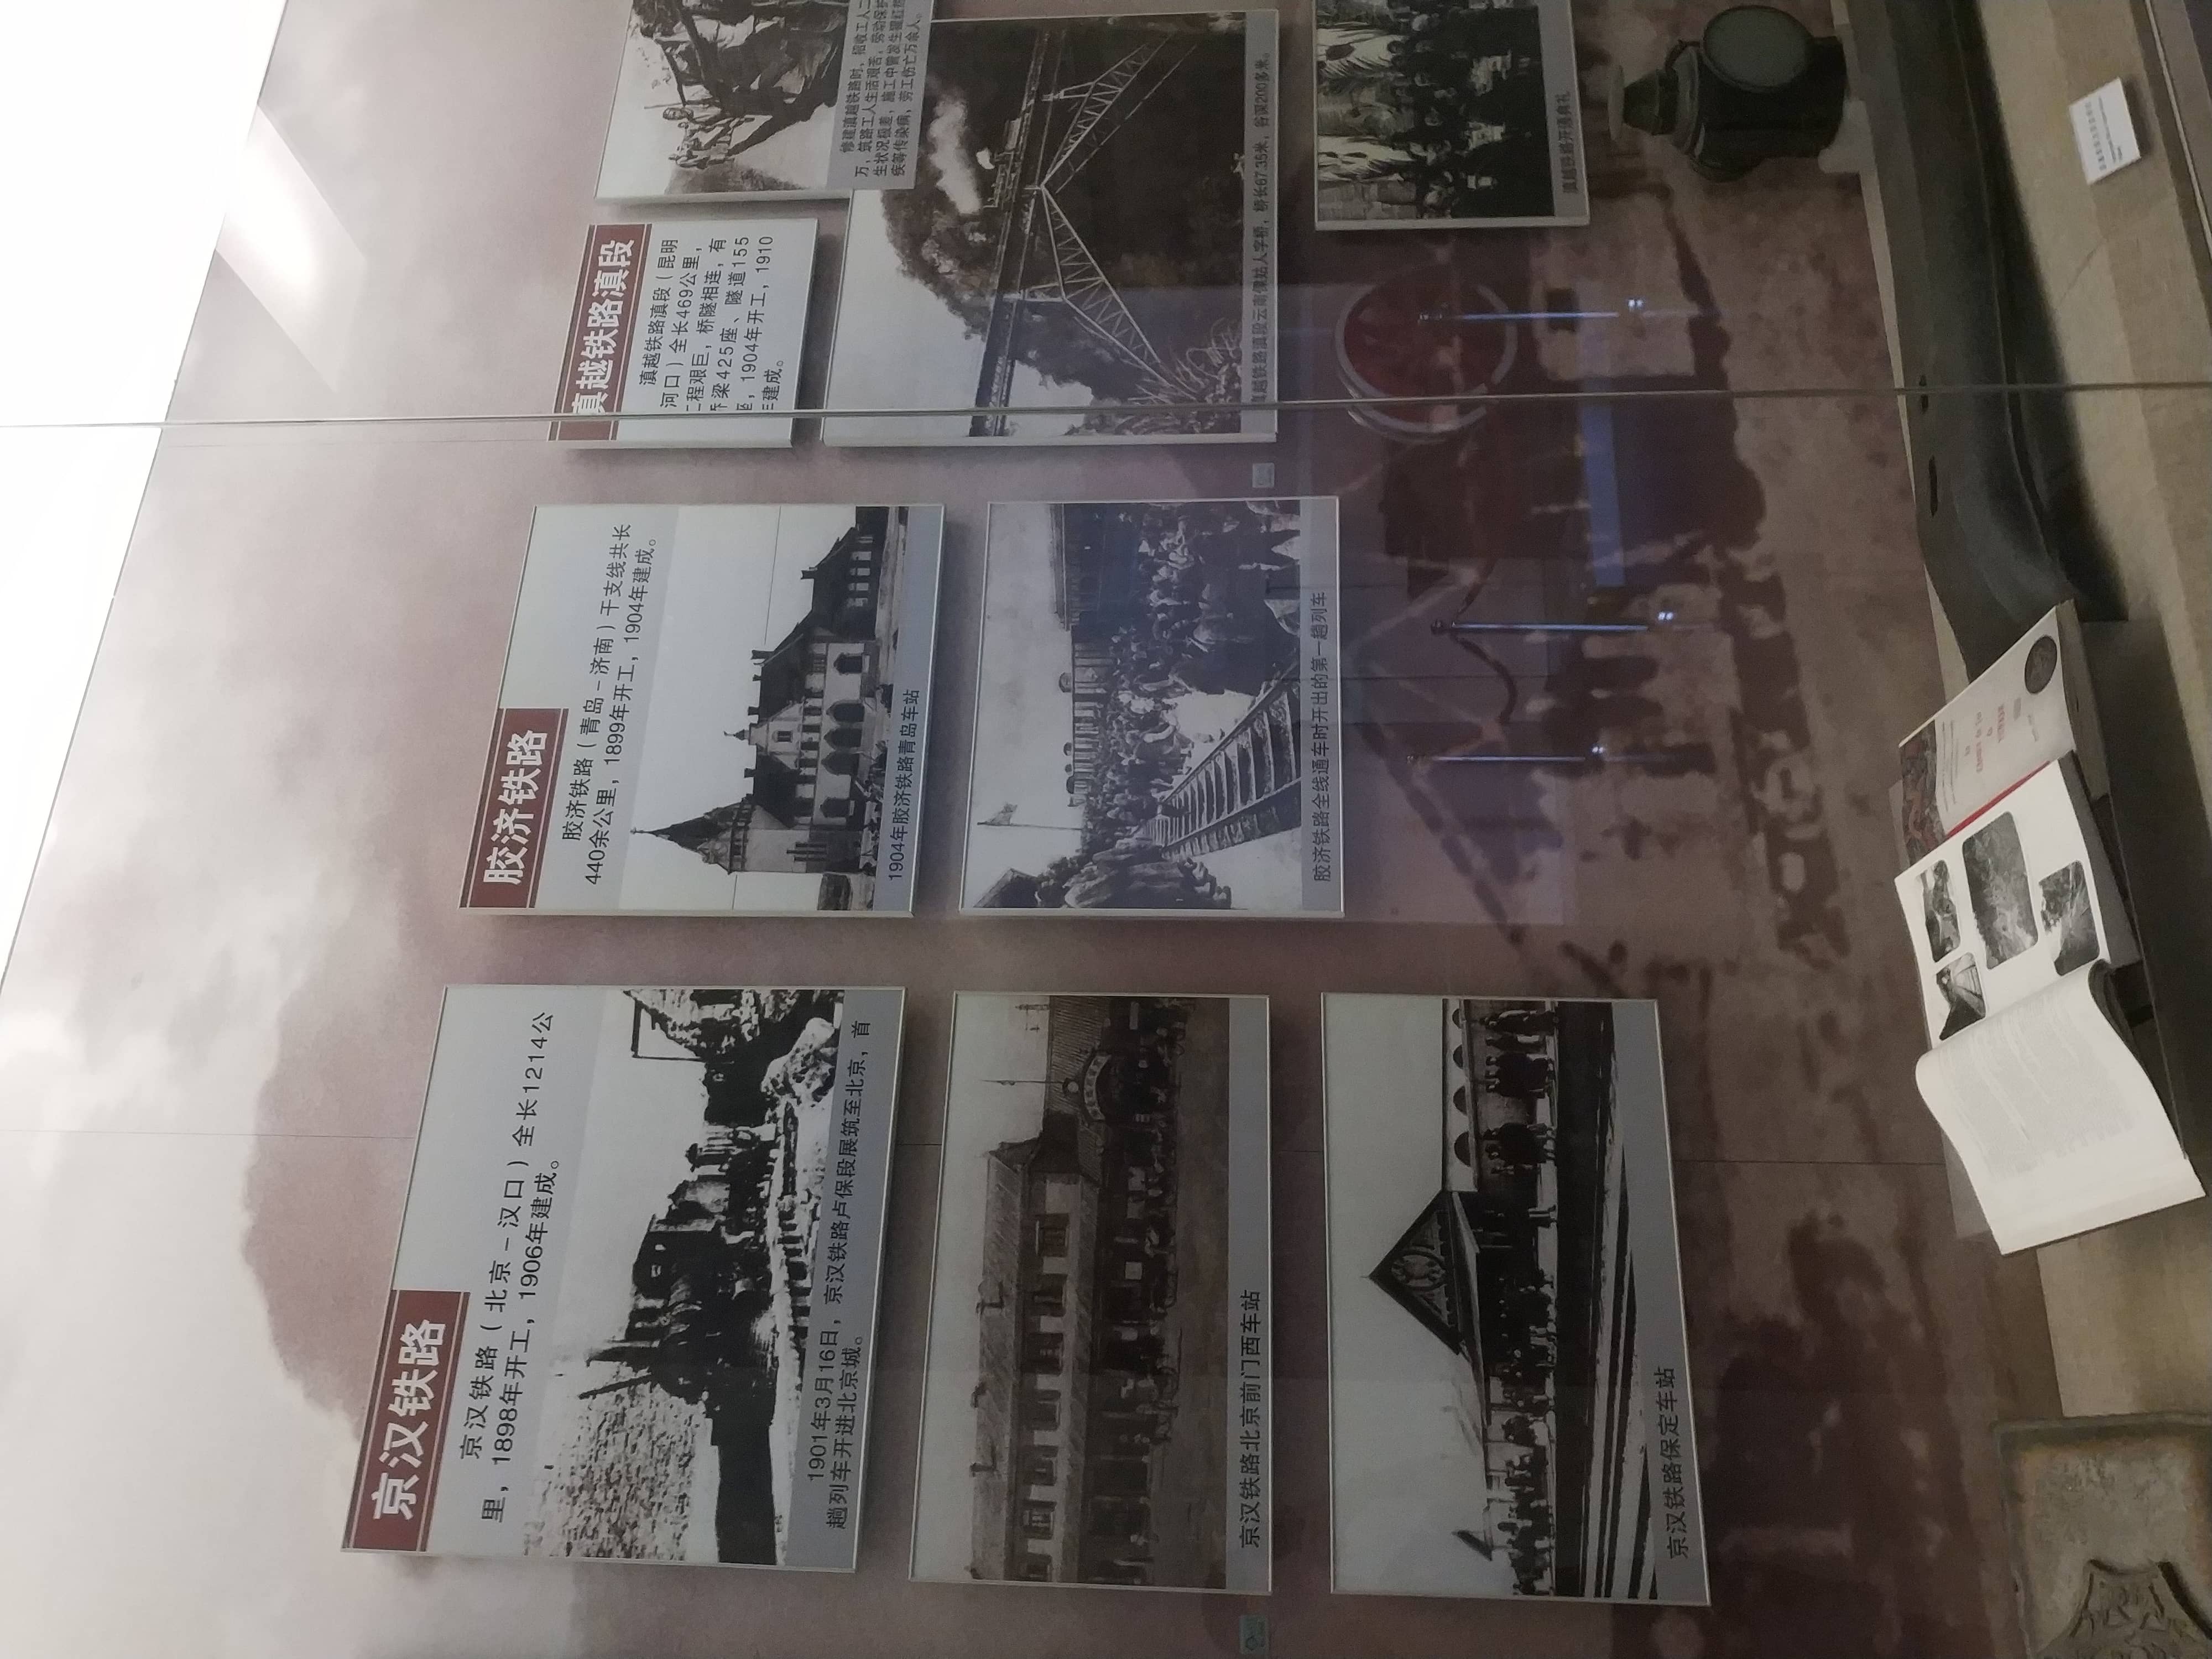 京汉铁路
京汉铁路（北京－汉口）全长1214公
里，1898年开工，1906年建成。
1901年3月16日，京汉铁路卢保段展筑至北京，首
趟列车开进北京城。
京汉铁路北京前门西车站
京汉铁路保定车站
胶济铁路
胶济铁路（青岛－济南）干支线共长
440余公里，1899年开工，1904年建成。
1904年胶济铁路青岛车站
胶济铁路全线通车时开出的第一趟列车
滇越铁路滇段
滇越铁路滇段（昆明
河口）全长469公里，
工程艰巨，桥隧相连，有
桥梁425座、隧道155
座，1904年开工，1910
年建成。
修建滇越铁路时，招收工人二
万，筑路工人生活艰苦，劳动保护
生状况极差，施工中曾发生
疾等传染病，劳工伤亡万余人。
滇越铁路滇段云南倮姑人字桥，桥长67.35米，谷深200多米。
滇越铁路开通典礼
Le
Chemin de Fer
du
YUNNAN